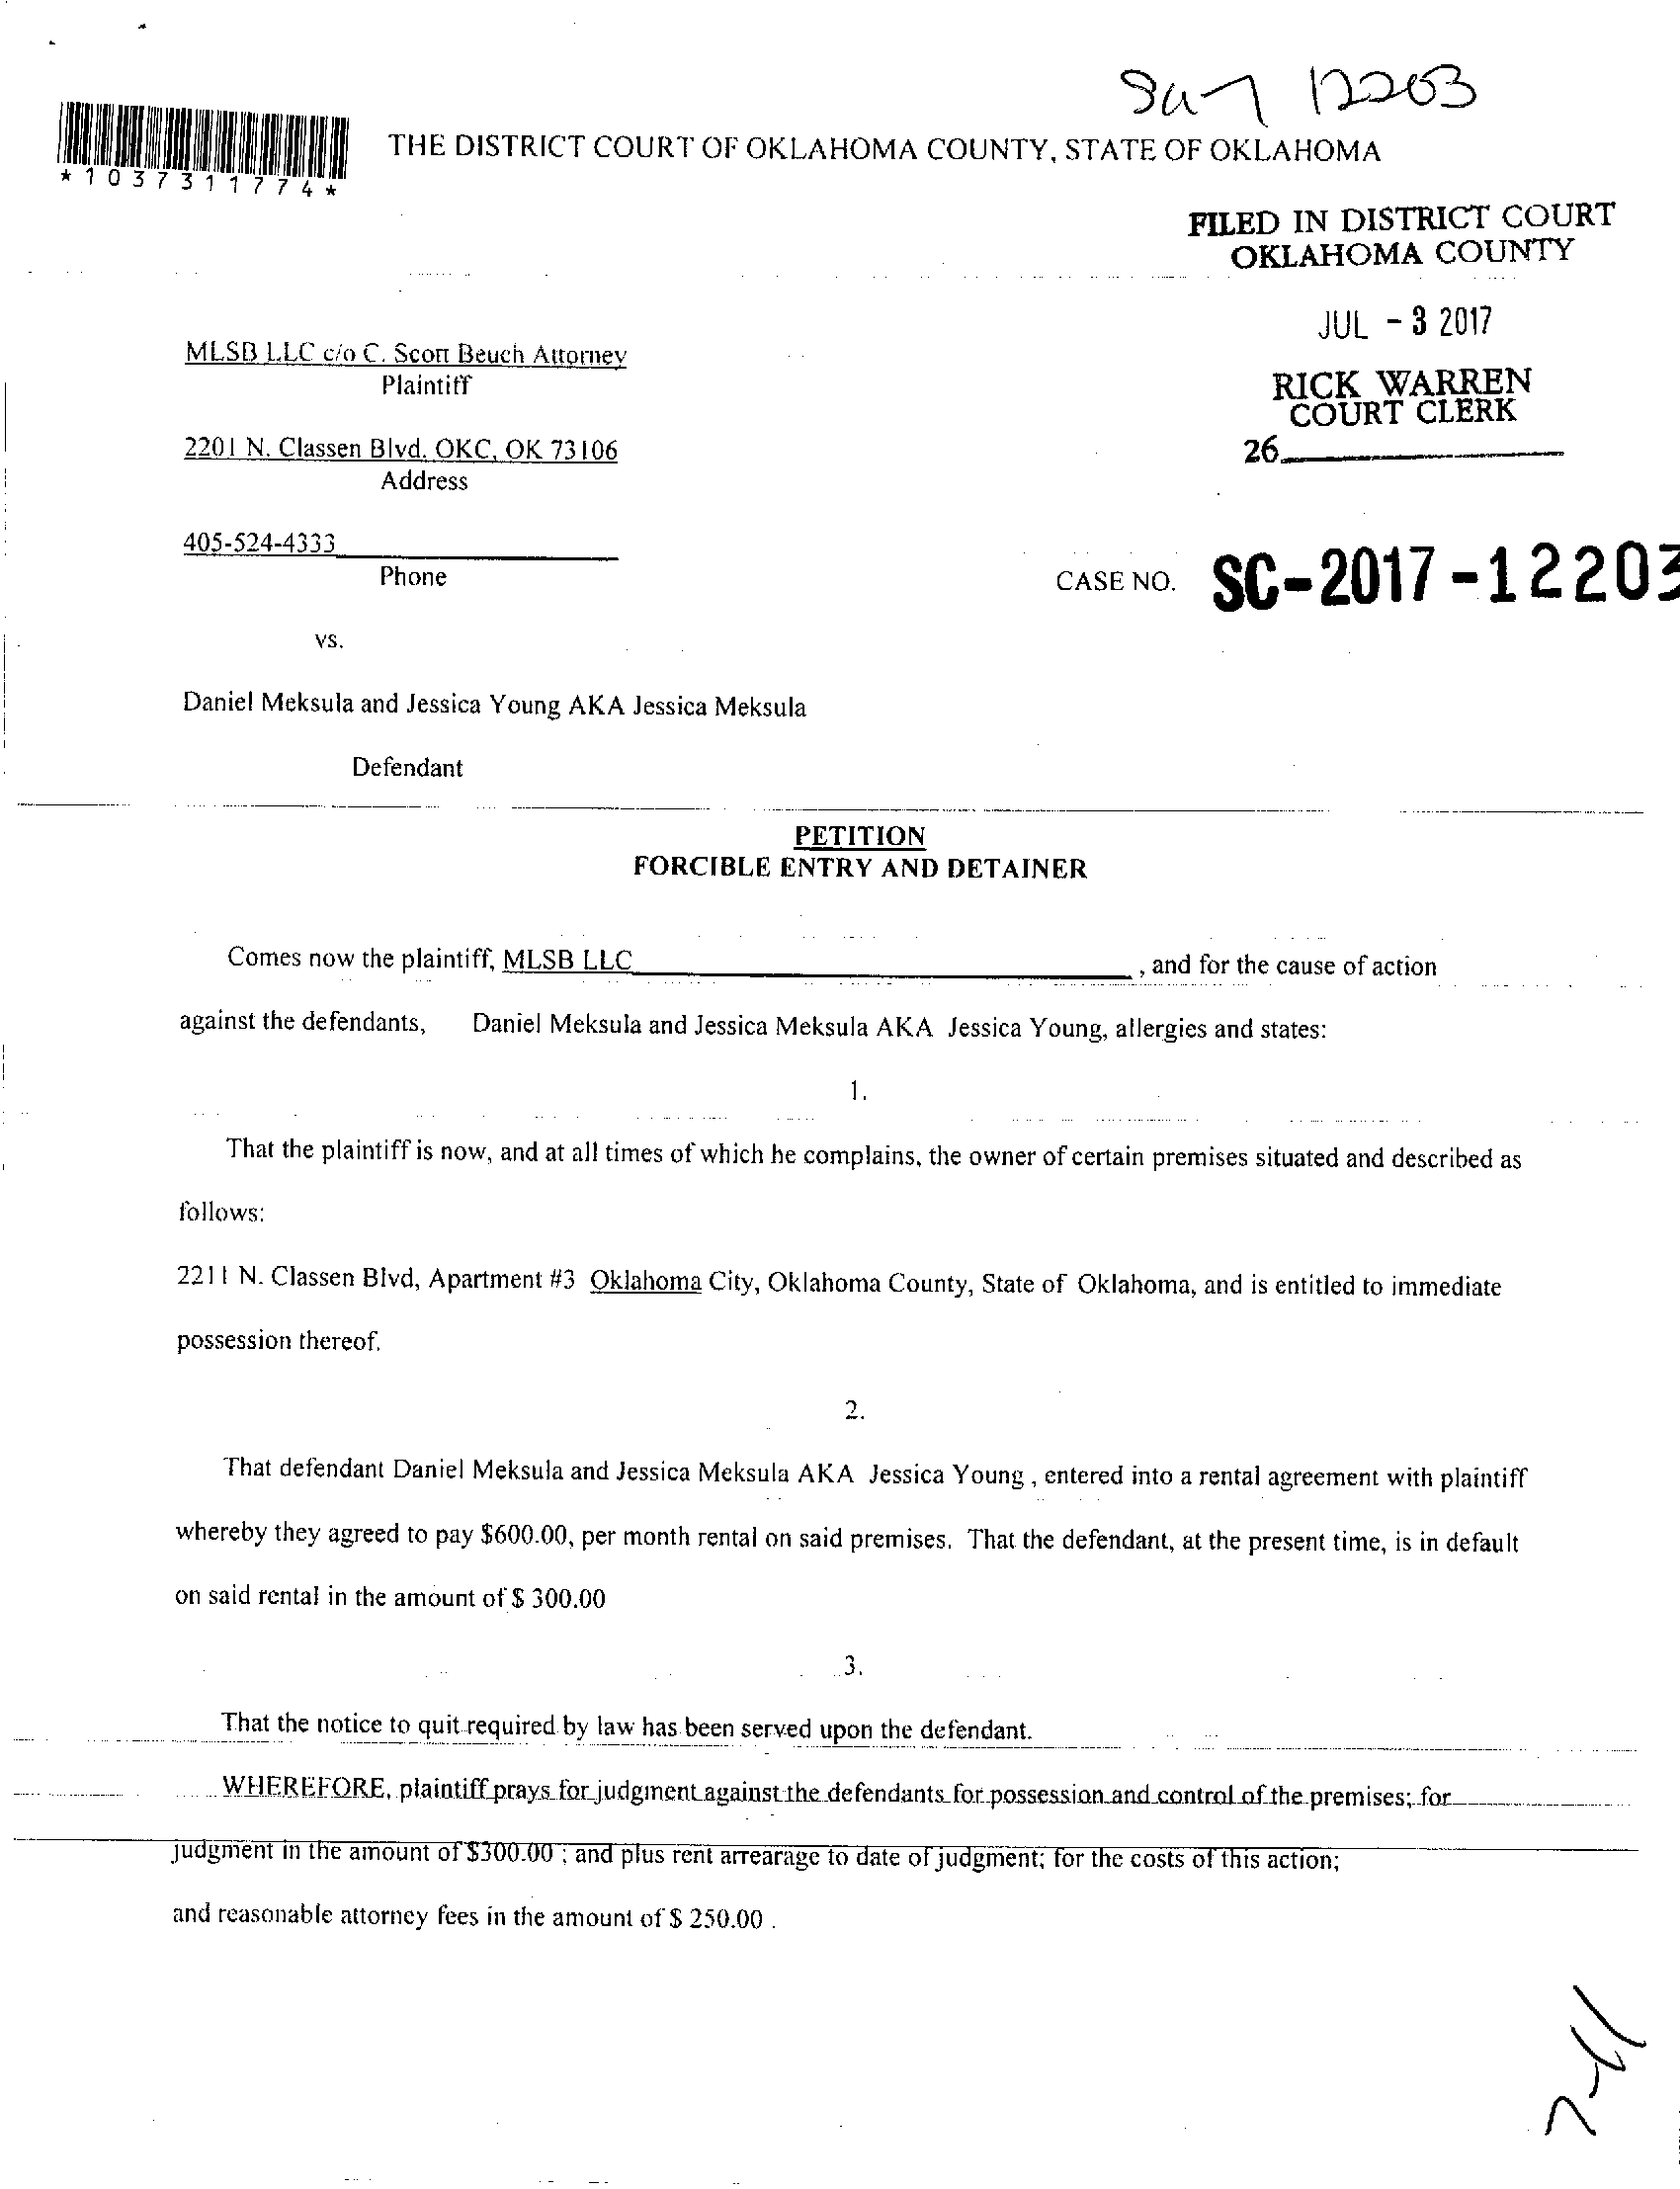 THE DISTRICT COURT OF OKLAHOMA COUNTY, STATE OF OKLAHOMA
*1037311774*
FILED IN DISTRICT COURT
OKLAHOMA COUNTY
JUL - 3 2017
RICK WARREN
COURT CLERK
26
MLSB LLC c/o C. Scott Beuch Attorney
Plaintiff
2201 N. Classen Blvd. OKC, OK 73106
Address
405-524-4333
Phone
CASE NO. SC-2017-12203
vs.
Daniel Meksula and Jessica Young AKA Jessica Meksula
Defendant
PETITION
FORCIBLE ENTRY AND DETAINER
Comes now the plaintiff, MLSB LLC , and for the cause of action
against the defendants, Daniel Meksula and Jessica Meksula AKA Jessica Young, allergies and states:
1.
That the plaintiff is now, and at all times of which he complains, the owner of certain premises situated and described as
follows:
2211 N. Classen Blvd, Apartment #3 Oklahoma City, Oklahoma County, State of Oklahoma, and is entitled to immediate
possession thereof.
2.
That defendant Daniel Meksula and Jessica Meksula AKA Jessica Young , entered into a rental agreement with plaintiff
whereby they agreed to pay $600.00, per month rental on said premises. That the defendant, at the present time, is in default
on said rental in the amount of $ 300.00
3.
That the notice to quit required by law has been served upon the defendant.
WHEREFORE, plaintiff prays for judgment against the defendants for possession and control of the premises; for
judgment in the amount of $300.00 ; and plus rent arrearage to date of judgment; for the costs of this action;
and reasonable attorney fees in the amount of $ 250.00 .